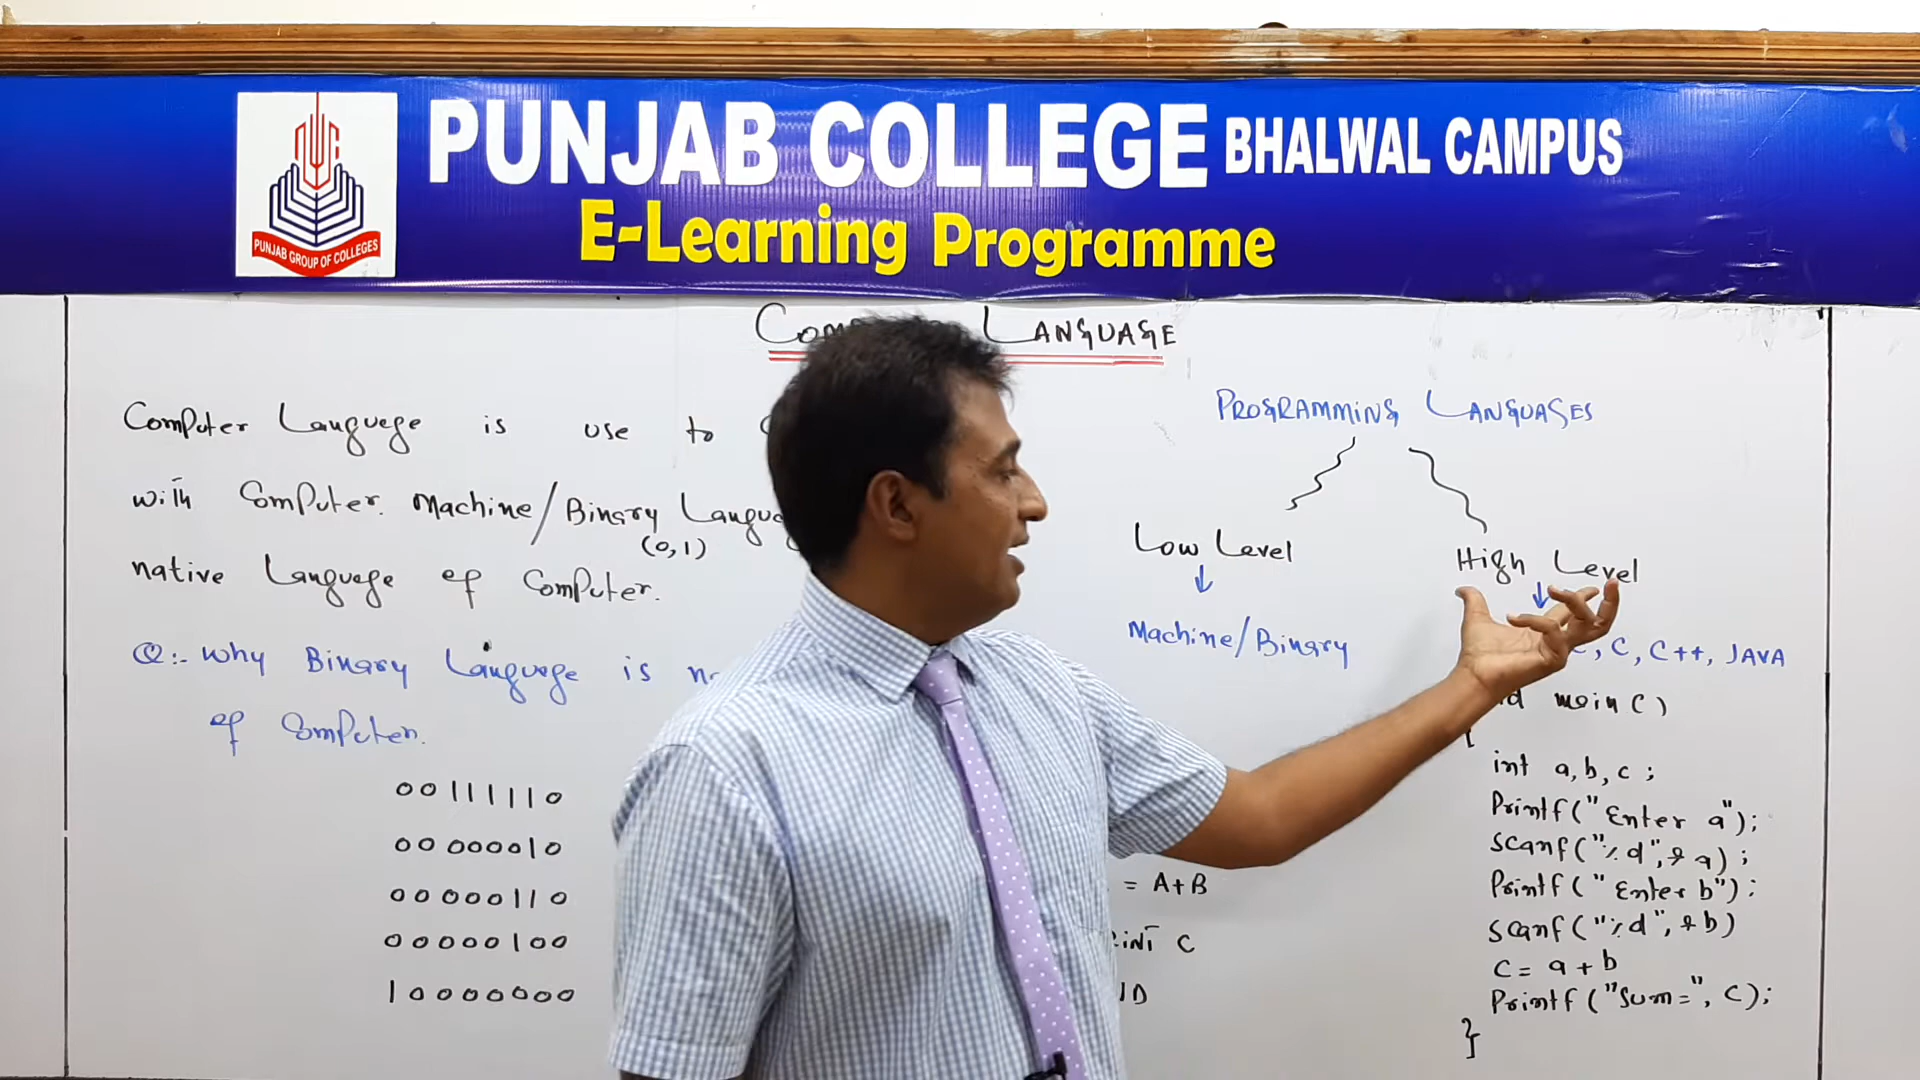 PUNJAB COLLEGE BHALWAL CAMPUS
E-Learning Programme
PUNJAB GROUP OF COLLEGES
LANGUAGE
Computer Language is use to
with Computer. Machine/Binary
(0,1)
native Language of Computer.
Q:- Why Binary Language is
of Computer.
00111110
00000010
00000110
00000100
10000000
= A+B
C
PROGRAMMING LANGUAGES
Low Level
Machine/Binary
High Level
, C, C++, JAVA
main()
{
int a,b,c;
Printf("Enter a");
scanf("%d",&a);
Printf("Enter b");
scanf("%d",&b)
c= a+b
Printf("Sum=", C);
}